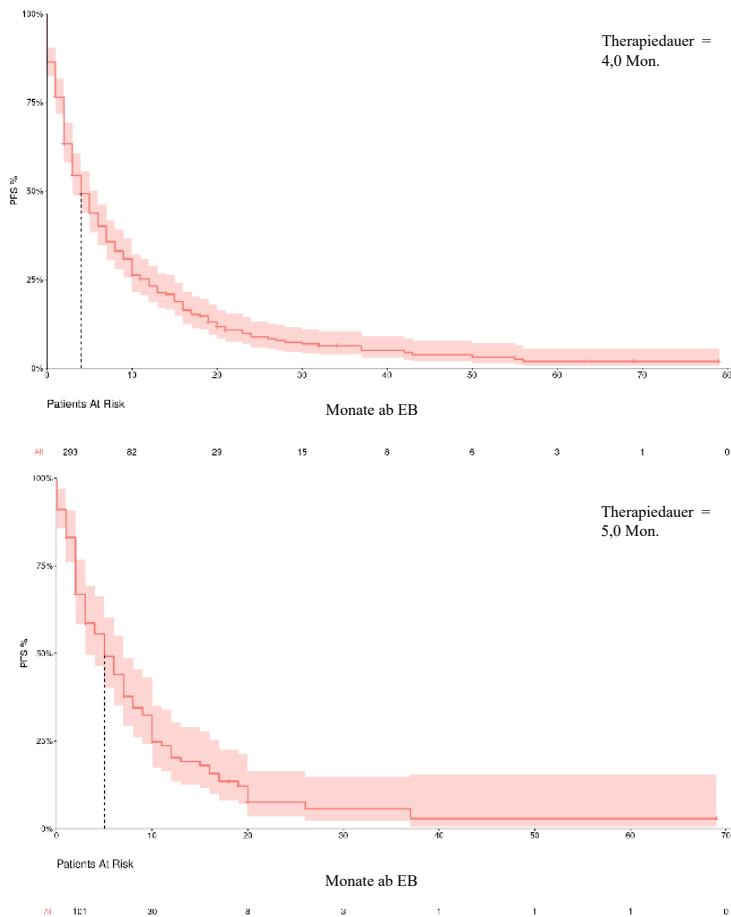 100%
Therapiedauer =
4,0 Mon.
75%
PFS %
50%
25%
0%
0 10 20 30 40 50 60 70 80
Patients At Risk
Monate ab EB
All 293 82 29 15 8 6 3 1 0
100%
Therapiedauer =
5,0 Mon.
75%
PFS %
50%
25%
0%
0 10 20 30 40 50 60 70
Patients At Risk
Monate ab EB
All 101 30 8 3 1 1 1 0